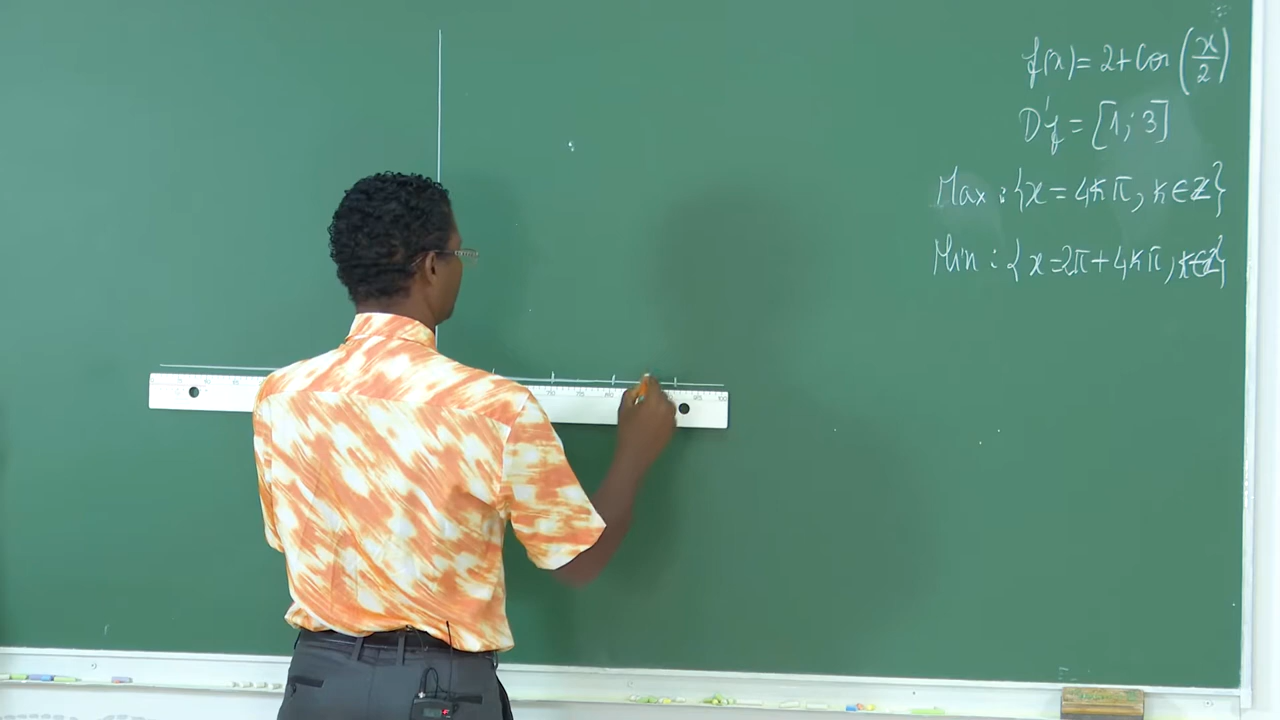 f(x) = 2 + cos (x/2)
D'f = [1; 3]
Max : {x = 4kπ, k∈Z}
Min : {x = 2π + 4kπ, k∈Z}